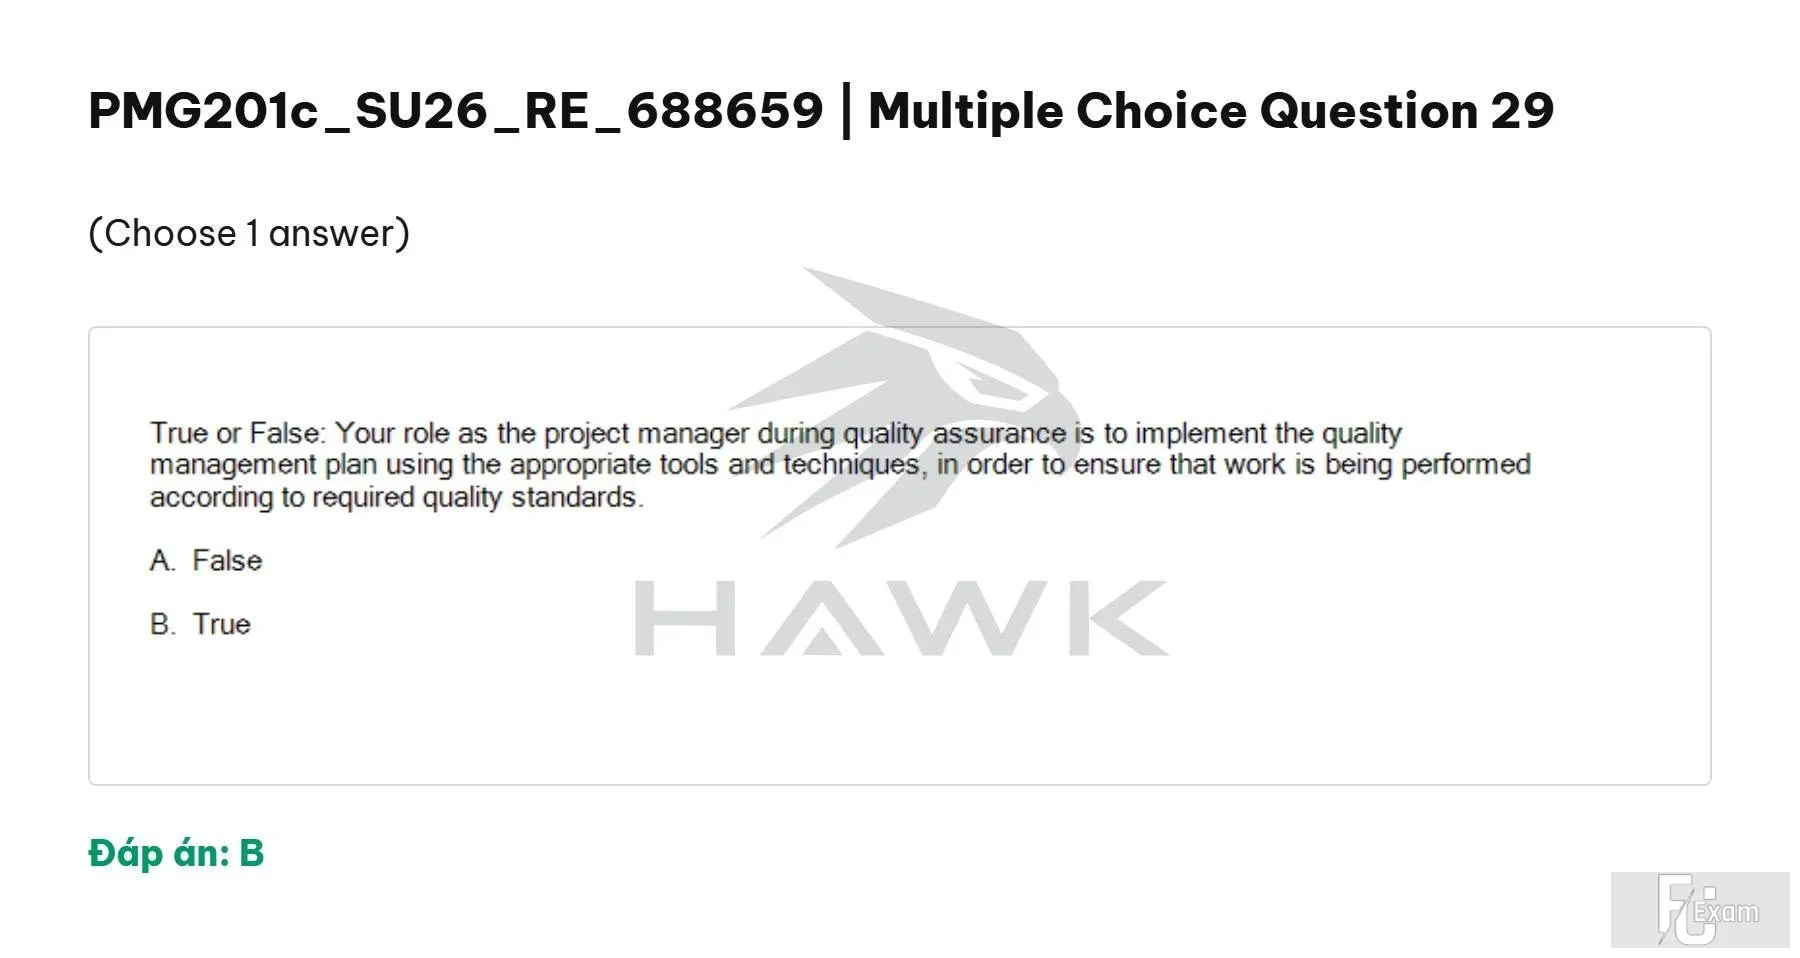 PMG201c_SU26_RE_688659 | Multiple Choice Question 29
(Choose 1 answer)
True or False: Your role as the project manager during quality assurance is to implement the quality
management plan using the appropriate tools and techniques, in order to ensure that work is being performed
according to required quality standards.
A. False
B. True
HAWK
Đáp án: B
FU Exam